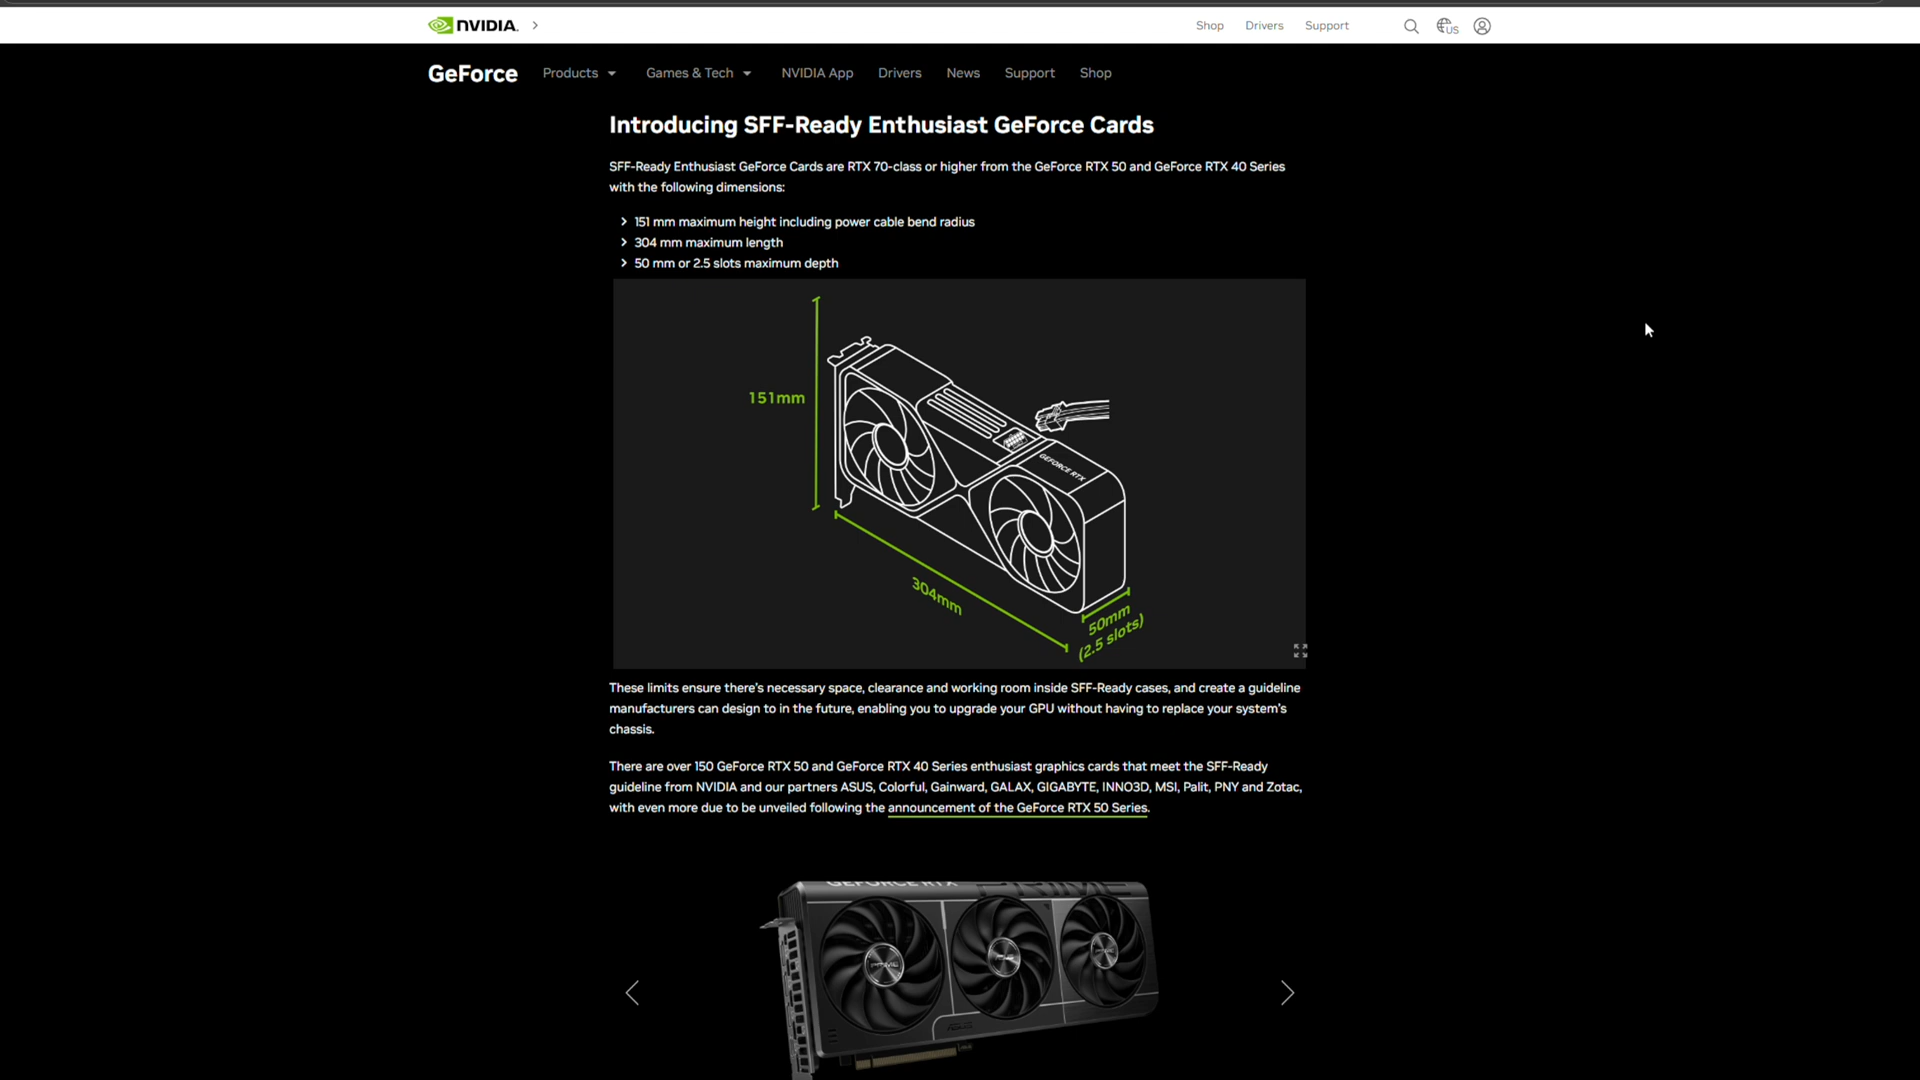 NVIDIA.
Shop Drivers Support US
GeForce Products Games & Tech NVIDIA App Drivers News Support Shop
Introducing SFF-Ready Enthusiast GeForce Cards
SFF-Ready Enthusiast GeForce Cards are RTX 70-class or higher from the GeForce RTX 50 and GeForce RTX 40 Series
with the following dimensions:
151 mm maximum height including power cable bend radius
304 mm maximum length
50 mm or 2.5 slots maximum depth
151mm
GEFORCE RTX
304mm
50mm
(2.5 slots)
These limits ensure there's necessary space, clearance and working room inside SFF-Ready cases, and create a guideline
manufacturers can design to in the future, enabling you to upgrade your GPU without having to replace your system's
chassis.
There are over 150 GeForce RTX 50 and GeForce RTX 40 Series enthusiast graphics cards that meet the SFF-Ready
guideline from NVIDIA and our partners ASUS, Colorful, Gainward, GALAX, GIGABYTE, INNO3D, MSI, Palit, PNY and Zotac,
with even more due to be unveiled following the announcement of the GeForce RTX 50 Series.
GEFORCE RTX PRIME